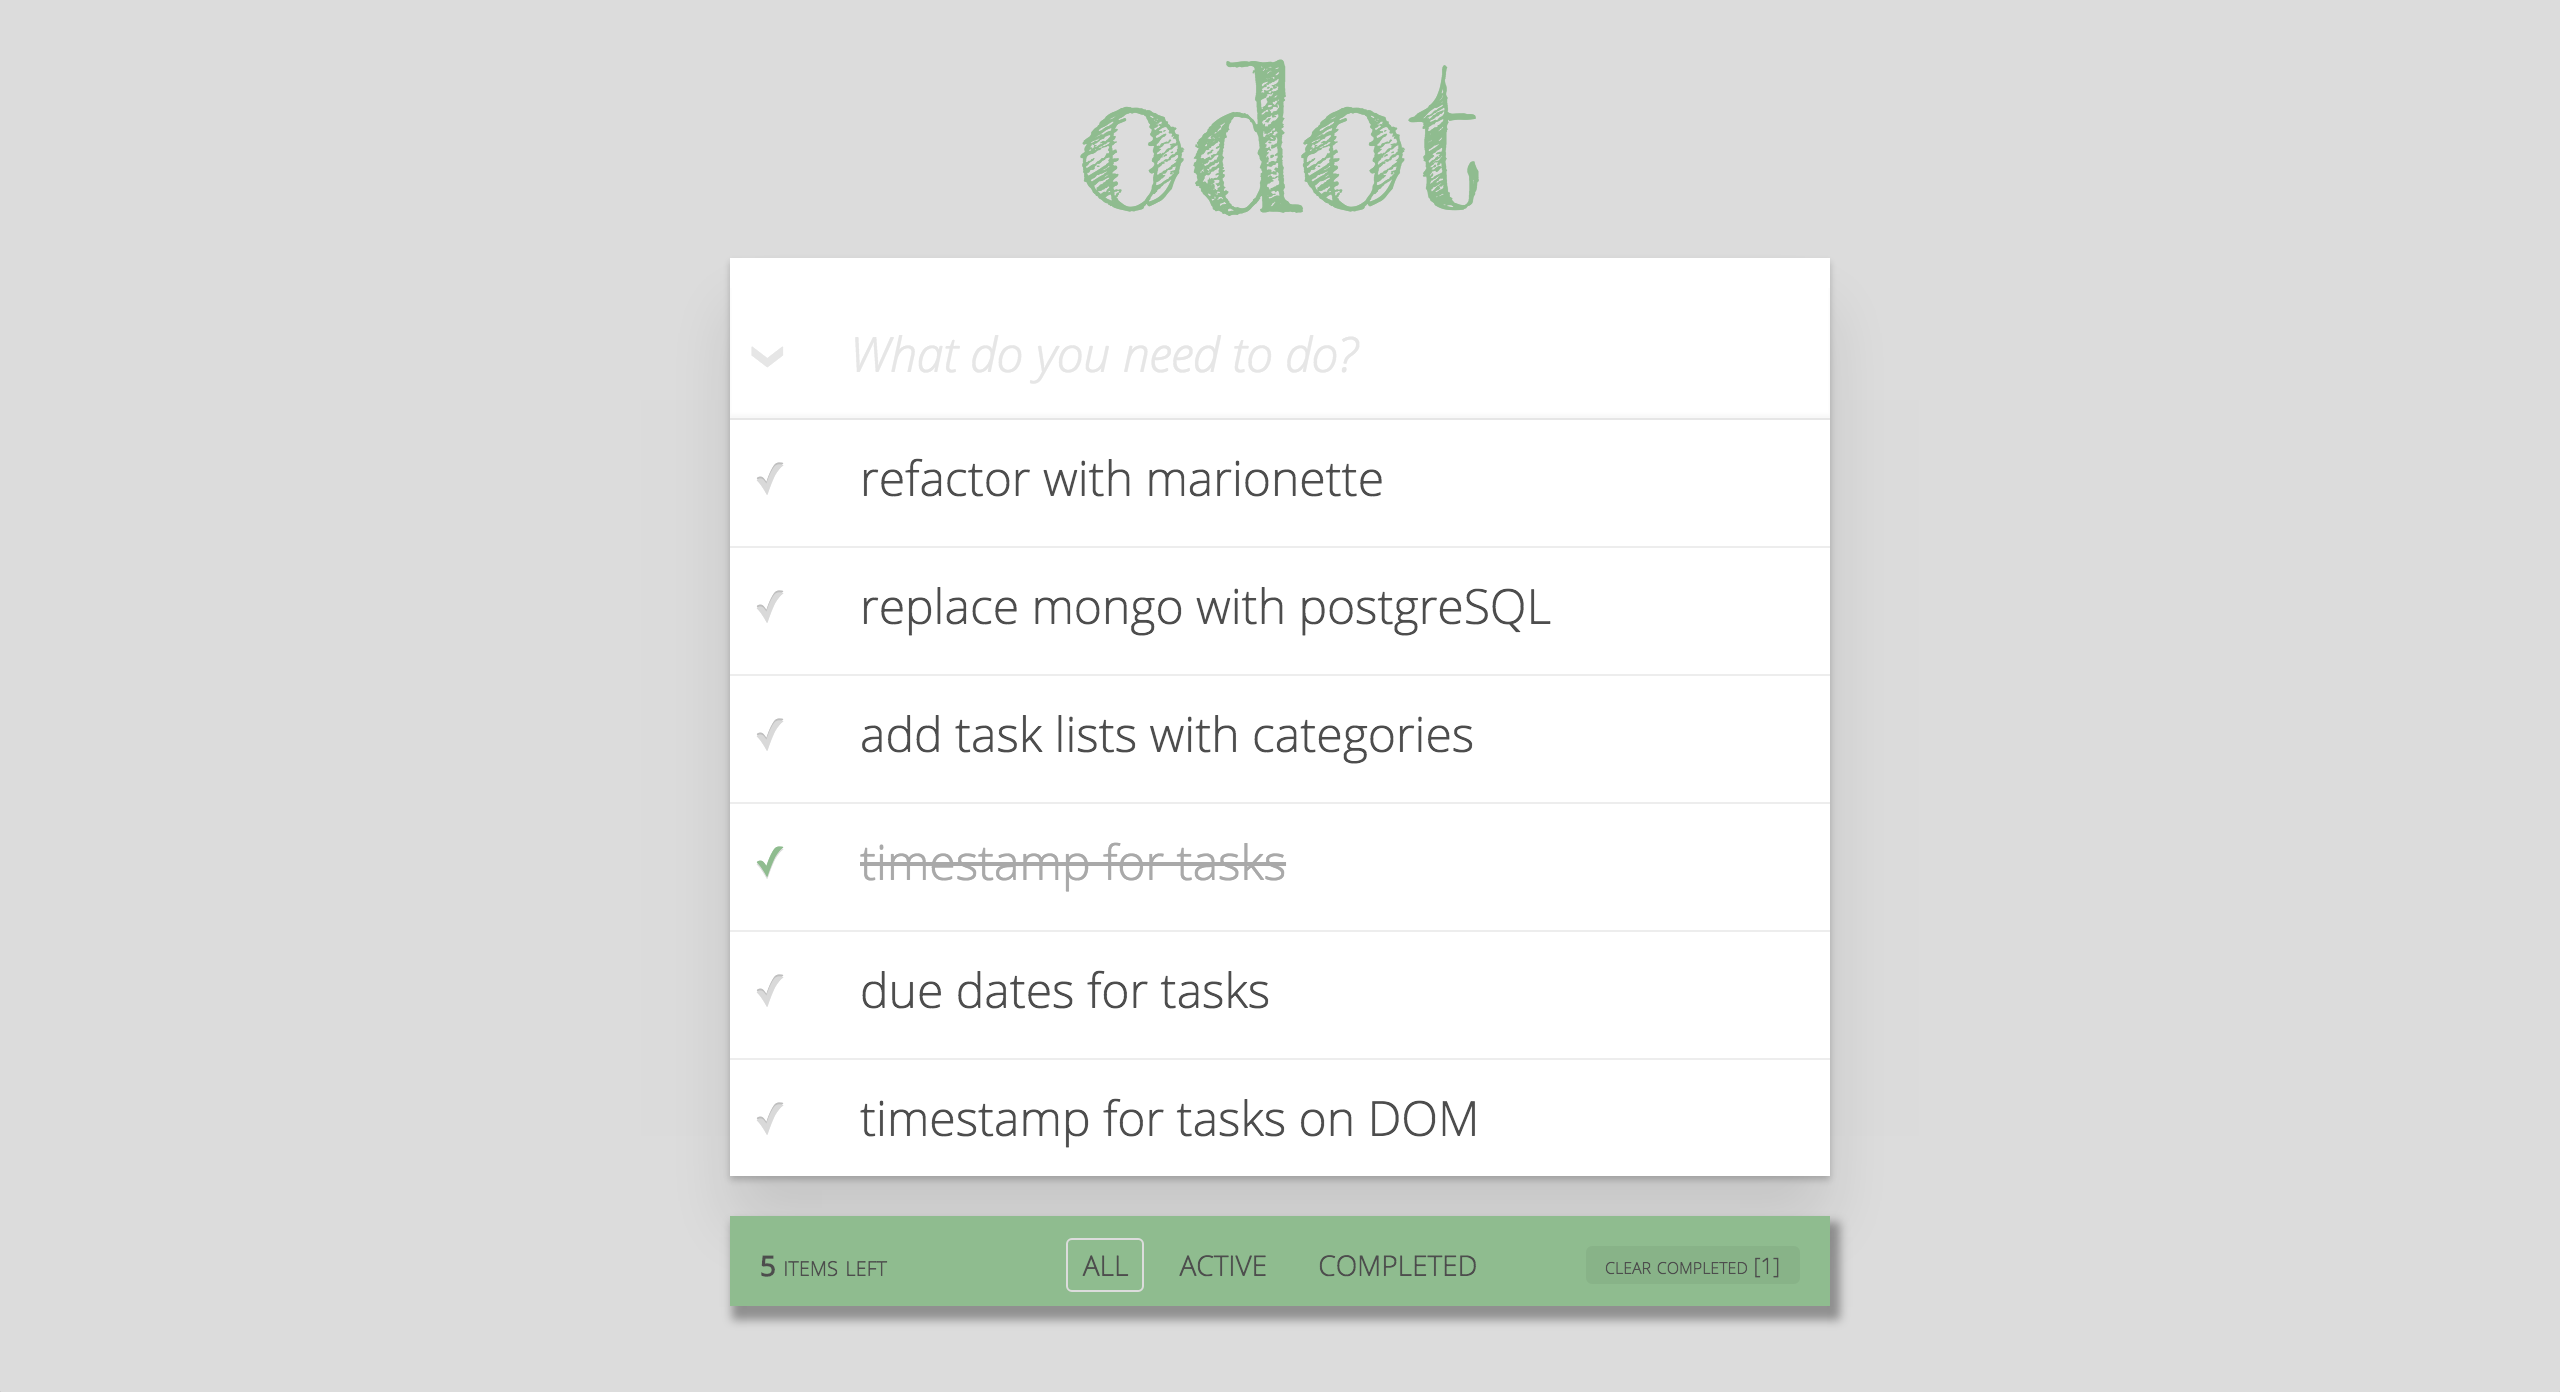 odot
What do you need to do?
refactor with marionette
replace mongo with postgreSQL
add task lists with categories
timestamp for tasks
due dates for tasks
timestamp for tasks on DOM
5 ITEMS LEFT ALL ACTIVE COMPLETED CLEAR COMPLETED [1]